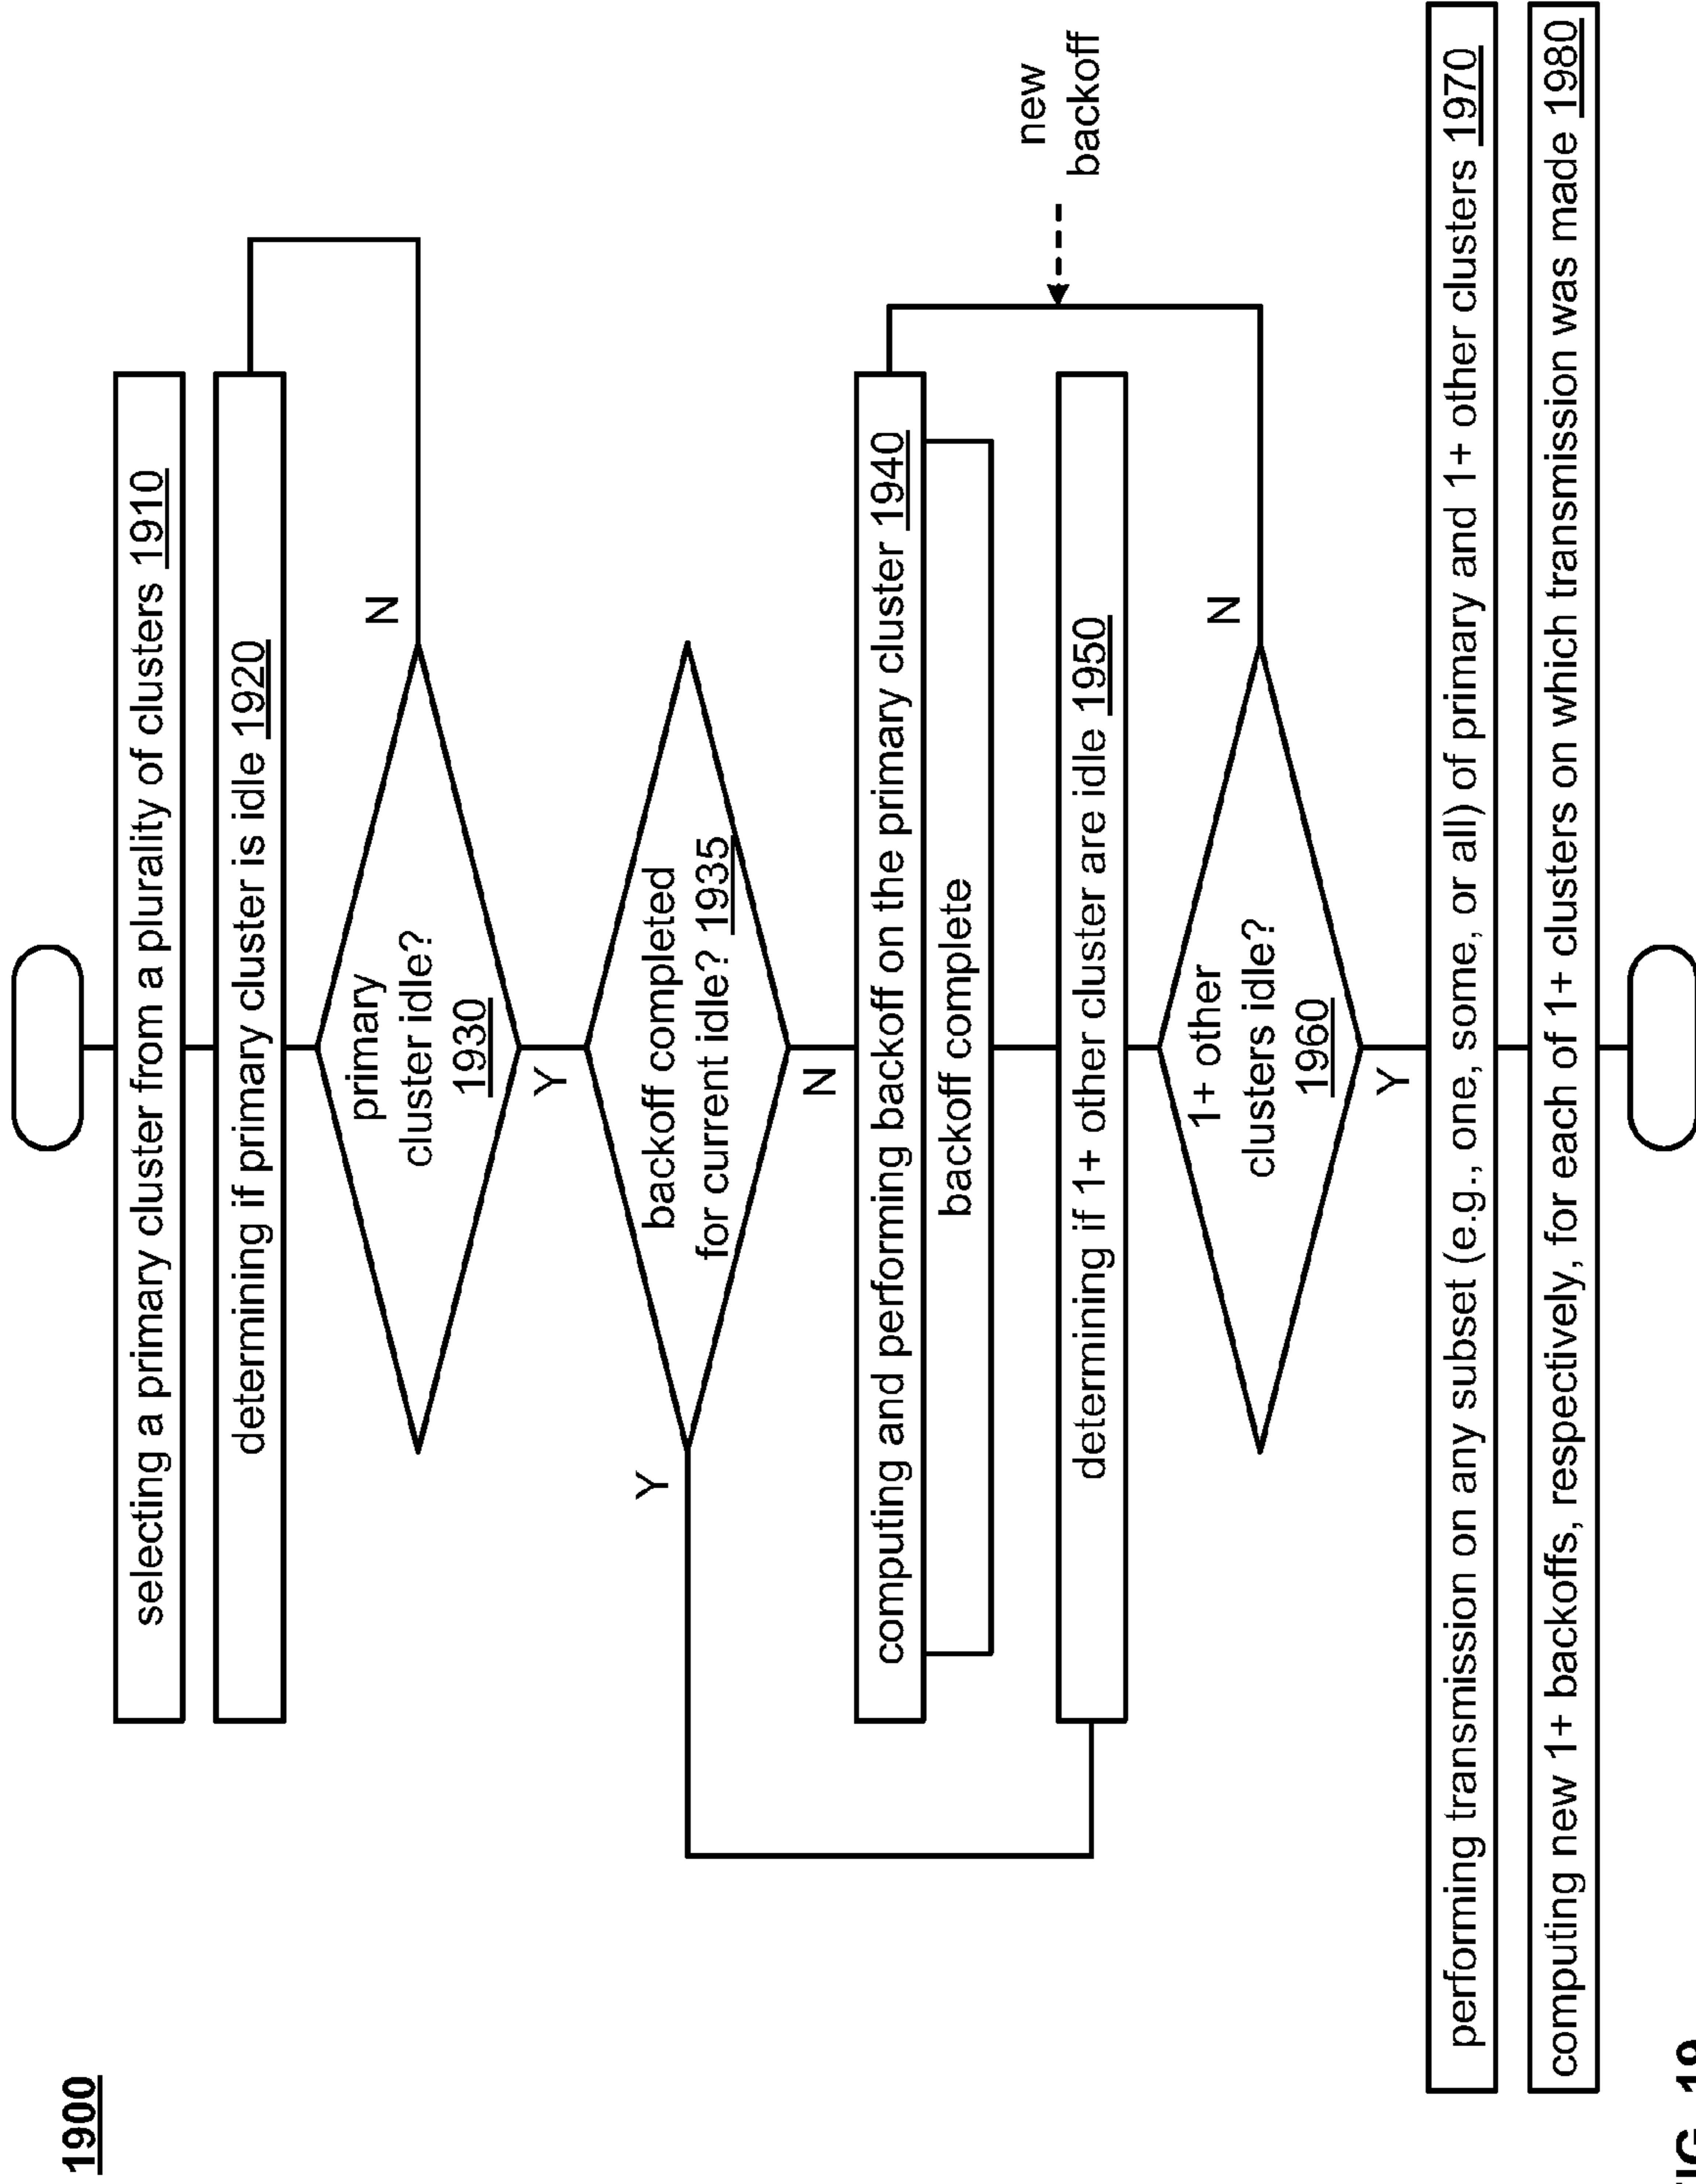 1900
selecting a primary cluster from a plurality of clusters 1910
determining if primary cluster is idle 1920
primary
cluster idle?
1930
N
Y
backoff completed
for current idle? 1935
Y
N
computing and performing backoff on the primary cluster 1940
backoff complete
new
backoff
determining if 1+ other cluster are idle 1950
1+ other
clusters idle?
1960
N
Y
performing transmission on any subset (e.g., one, some, or all) of primary and 1+ other clusters 1970
computing new 1+ backoffs, respectively, for each of 1+ clusters on which transmission was made 1980
IG. 19